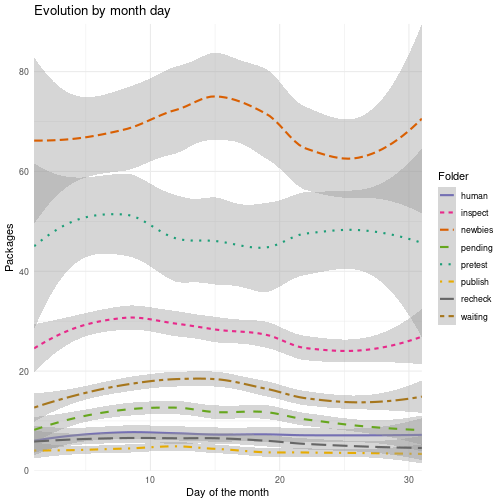 Evolution by month day
80
60
40
20
0
10
20
30
Packages
Day of the month
Folder
human
inspect
newbies
pending
pretest
publish
recheck
waiting